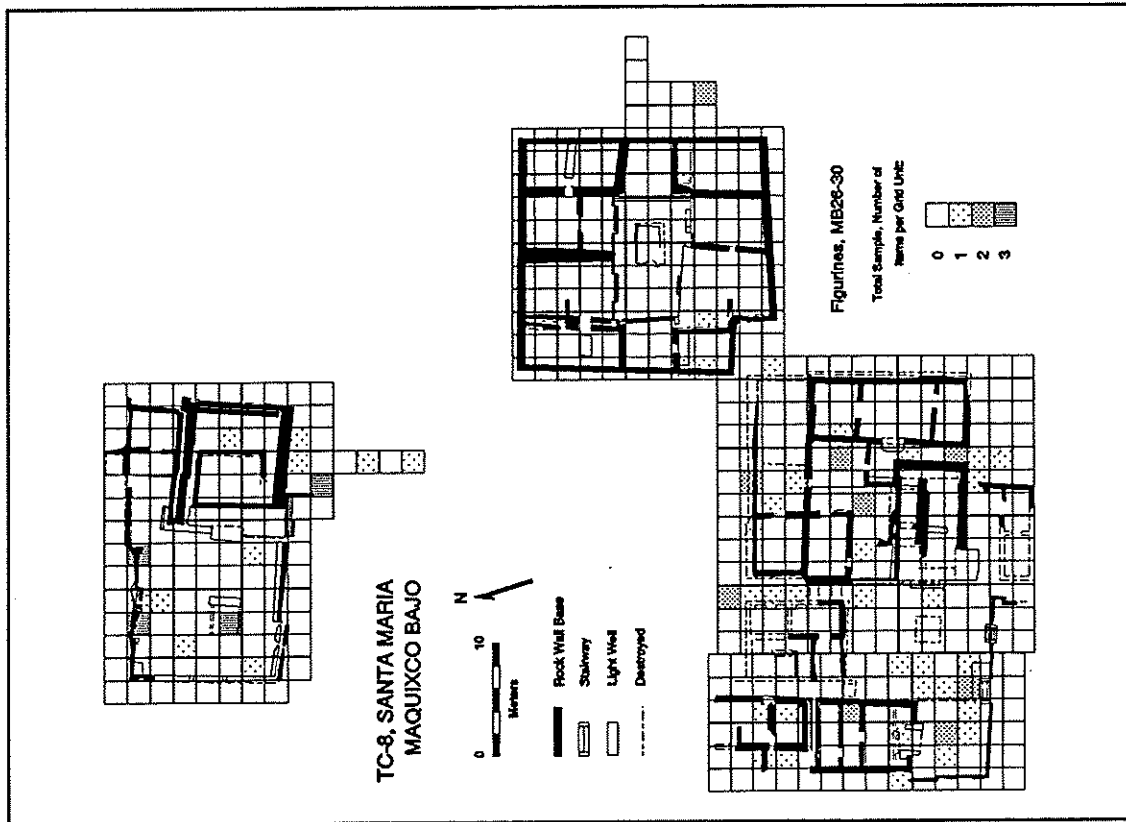 TC-8, SANTA MARIA
MAQUIXCO BAJO
N
0 10
Meters
Rock Wall Base
Stairway
Light Well
Destroyed
Figurines, MB26-30
Total Sample, Number of
Items per Grid Unit:
0
1
2
3